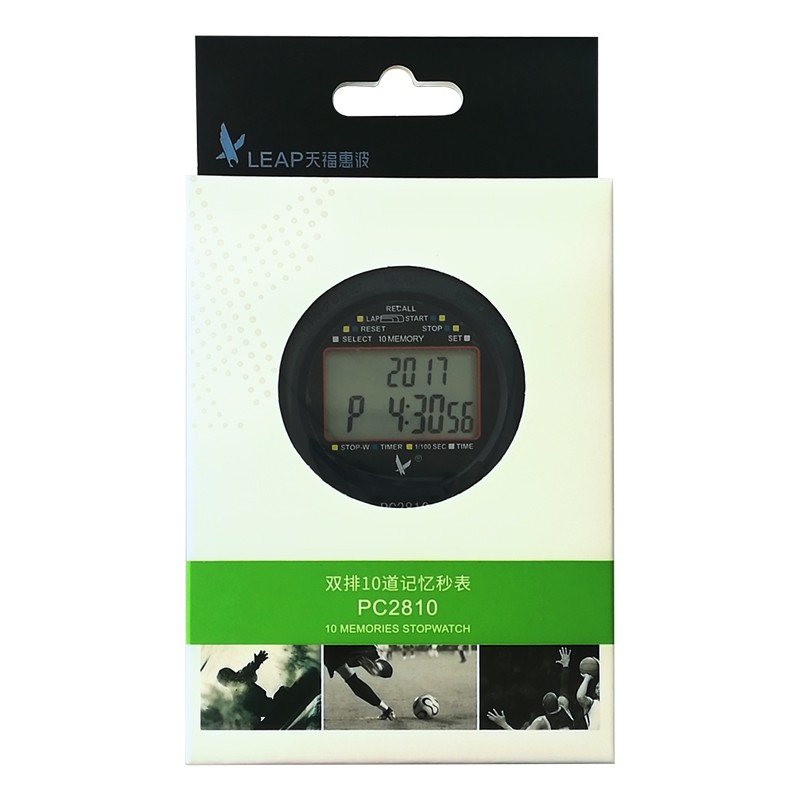 LEAP天福惠波
RECALL
LAP START
RESET STOP
SELECT 10 MEMORY SET
2017
P 4:30 56
STOP-W TIMER 1/100 SEC TIME
®
PC2810
双排10道记忆秒表
PC2810
10 MEMORIES STOPWATCH